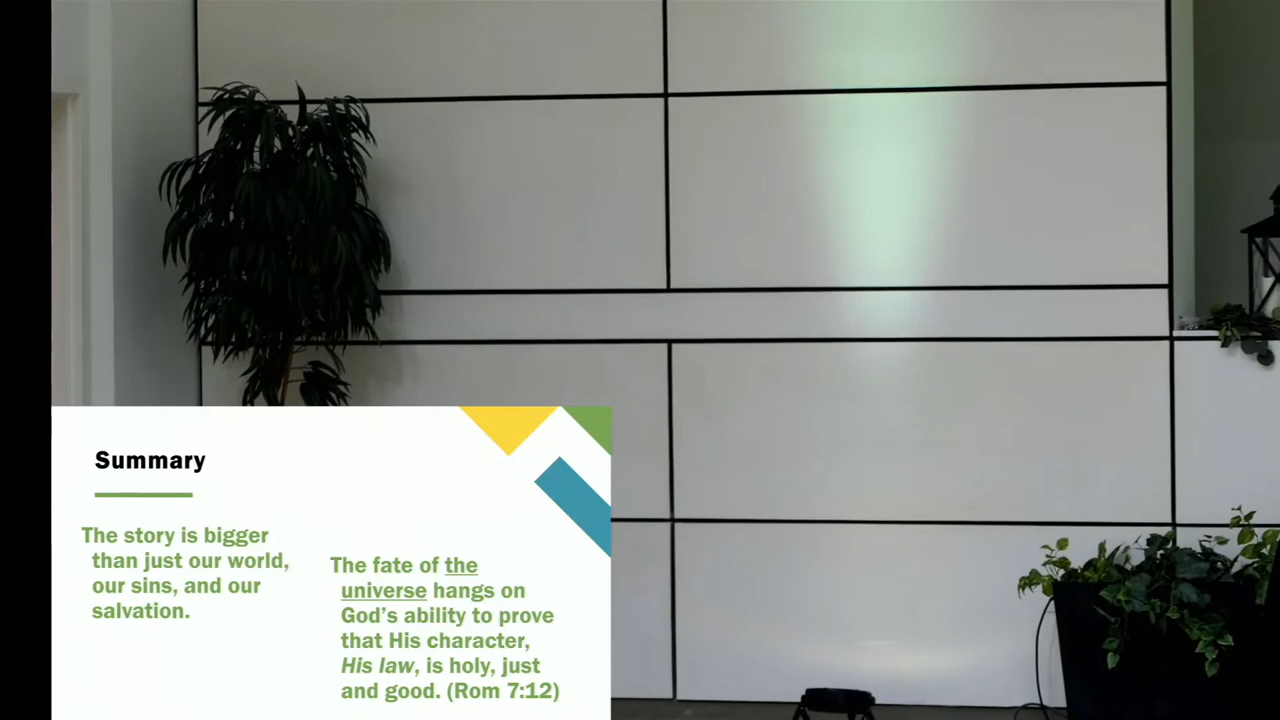 Summary
The story is bigger
than just our world,
our sins, and our
salvation.
The fate of the
universe hangs on
God's ability to prove
that His character,
His law, is holy, just
and good. (Rom 7:12)